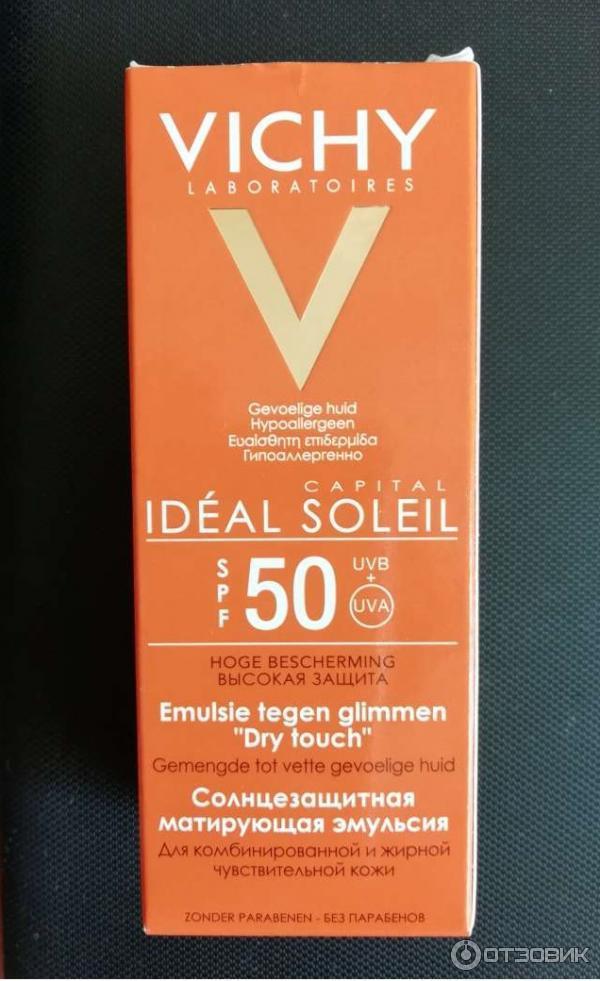 VICHY
LABORATOIRES
V
Gevoelige huid
Hypoallergeen
Ευαίσθητη επιδερμίδα
Гипоаллергенно
CAPITAL
IDÉAL SOLEIL
SPF 50 UVB + UVA
HOGE BESCHERMING
ВЫСОКАЯ ЗАЩИТА
Emulsie tegen glimmen
"Dry touch"
Gemengde tot vette gevoelige huid
Солнцезащитная
матирующая эмульсия
Для комбинированной и жирной
чувствительной кожи
ZONDER PARABENEN - БЕЗ ПАРАБЕНОВ
ОТЗОВИК